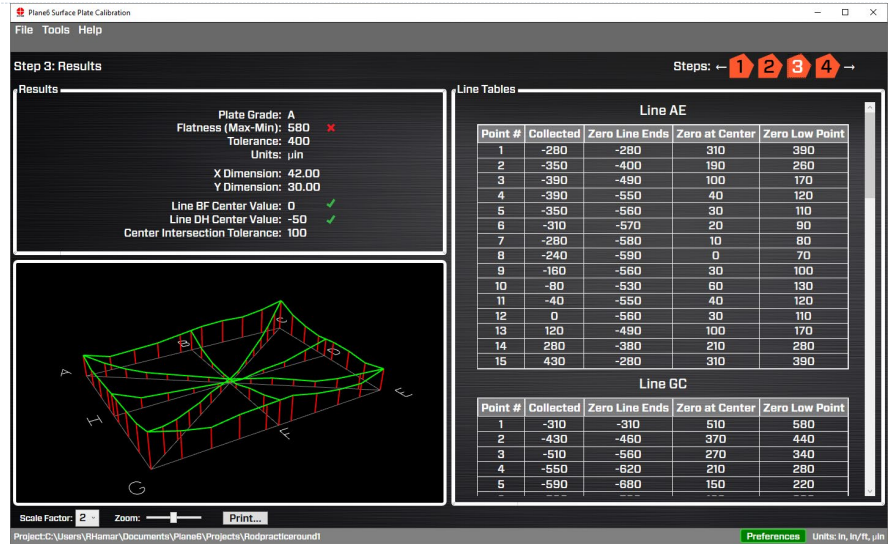 Plane6 Surface Plate Calibration
File Tools Help
Step 3: Results
Steps: ← 1 2 3 4 →
Results
Plate Grade: A
Flatness (Max-Min): 580
Tolerance: 400
Units: µin
X Dimension: 42.00
Y Dimension: 30.00
Line BF Center Value: 0
Line DH Center Value: -50
Center Intersection Tolerance: 100
A
B
C
D
E
F
G
H
Line Tables
Line AE
Point # Collected Zero Line Ends Zero at Center Zero Low Point
1 -280 -280 310 390
2 -350 -400 190 260
3 -390 -490 100 170
4 -390 -550 40 120
5 -350 -560 30 110
6 -310 -570 20 90
7 -280 -580 10 80
8 -240 -590 0 70
9 -160 -560 30 100
10 -80 -530 60 130
11 -40 -550 40 120
12 0 -560 30 110
13 120 -490 100 170
14 280 -380 210 280
15 430 -280 310 390
Line GC
Point # Collected Zero Line Ends Zero at Center Zero Low Point
1 -310 -310 510 580
2 -430 -460 370 440
3 -510 -560 270 340
4 -550 -620 210 280
5 -590 -680 150 220
Scale Factor: 2 Zoom: Print...
Project:C:\Users\RHamar\Documents\Plane6\Projects\Rodpracticeround1
Preferences Units: in, in/ft, µin